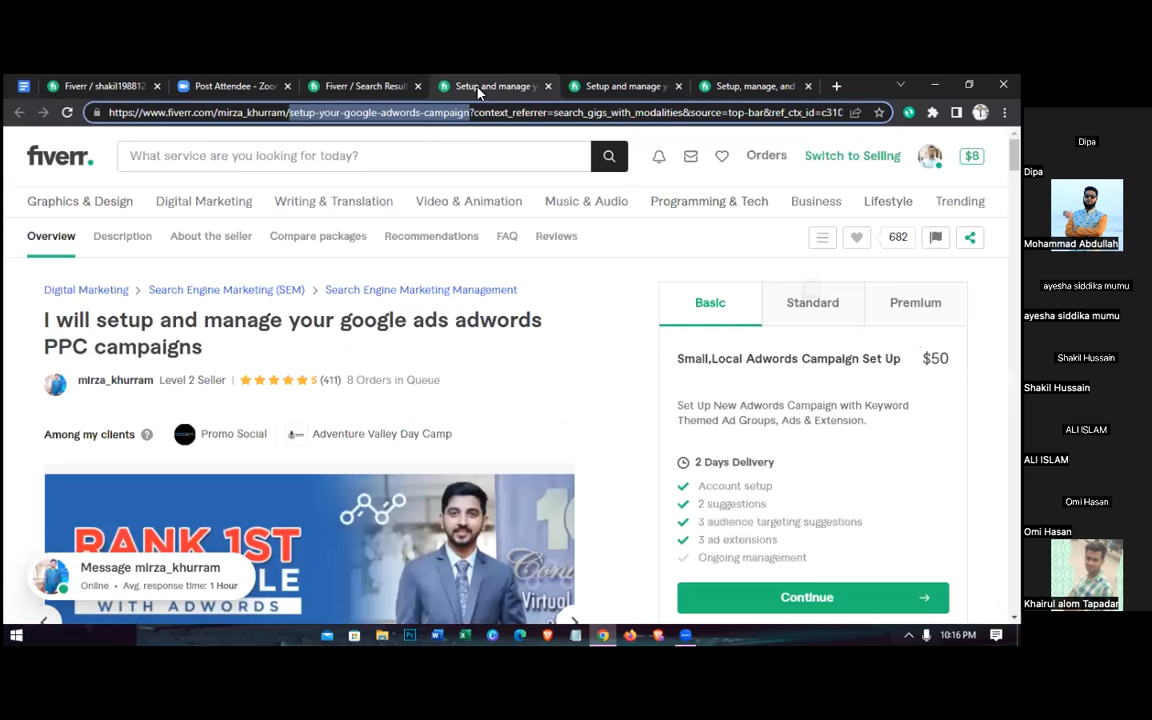 Fiverr / shakil198812
Post Attendee - Zoo
Fiverr / Search Resul
Setup and manage y
Setup and manage y
Setup, manage, and
https://www.fiverr.com/mirza_khurram/setup-your-google-adwords-campaign?context_referrer=search_gigs_with_modalities&source=top-bar&ref_ctx_id=c310
fiverr.
What service are you looking for today?
Orders
Switch to Selling
$8
Graphics & Design
Digital Marketing
Writing & Translation
Video & Animation
Music & Audio
Programming & Tech
Business
Lifestyle
Trending
Overview
Description
About the seller
Compare packages
Recommendations
FAQ
Reviews
682
Digital Marketing > Search Engine Marketing (SEM) > Search Engine Marketing Management
I will setup and manage your google ads adwords
PPC campaigns
mirza_khurram Level 2 Seller | 5 (411) 8 Orders in Queue
Among my clients ? Promo Social Adventure Valley Day Camp
RANK 1ST
WITH ADWORDS
Virtual
Message mirza_khurram
Online • Avg. response time: 1 Hour
Basic
Standard
Premium
Small,Local Adwords Campaign Set Up $50
Set Up New Adwords Campaign with Keyword
Themed Ad Groups, Ads & Extension.
2 Days Delivery
Account setup
2 suggestions
3 audience targeting suggestions
3 ad extensions
Ongoing management
Continue
10:16 PM
Dipa
Dipa
Mohammad Abdullah
ayesha siddika mumu
ayesha siddika mumu
Shakil Hussain
Shakil Hussain
ALI ISLAM
ALI ISLAM
Omi Hasan
Omi Hasan
Khairul alom Tapadar